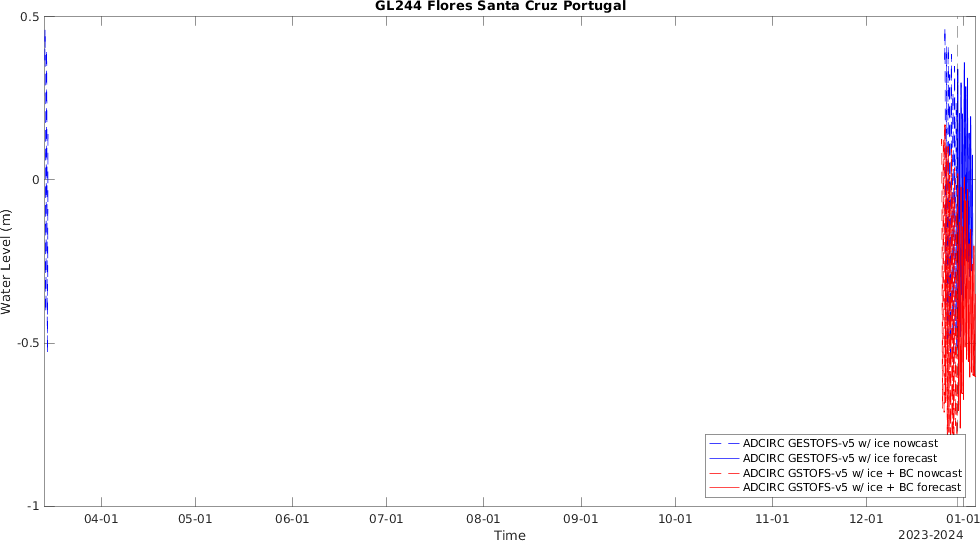 GL244 Flores Santa Cruz Portugal
0.5
0
-0.5
-1
Water Level (m)
ADCIRC GESTOFS-v5 w/ ice nowcast
ADCIRC GESTOFS-v5 w/ ice forecast
ADCIRC GSTOFS-v5 w/ ice + BC nowcast
ADCIRC GSTOFS-v5 w/ ice + BC forecast
04-01 05-01 06-01 07-01 08-01 09-01 10-01 11-01 12-01 01-01
Time
2023-2024